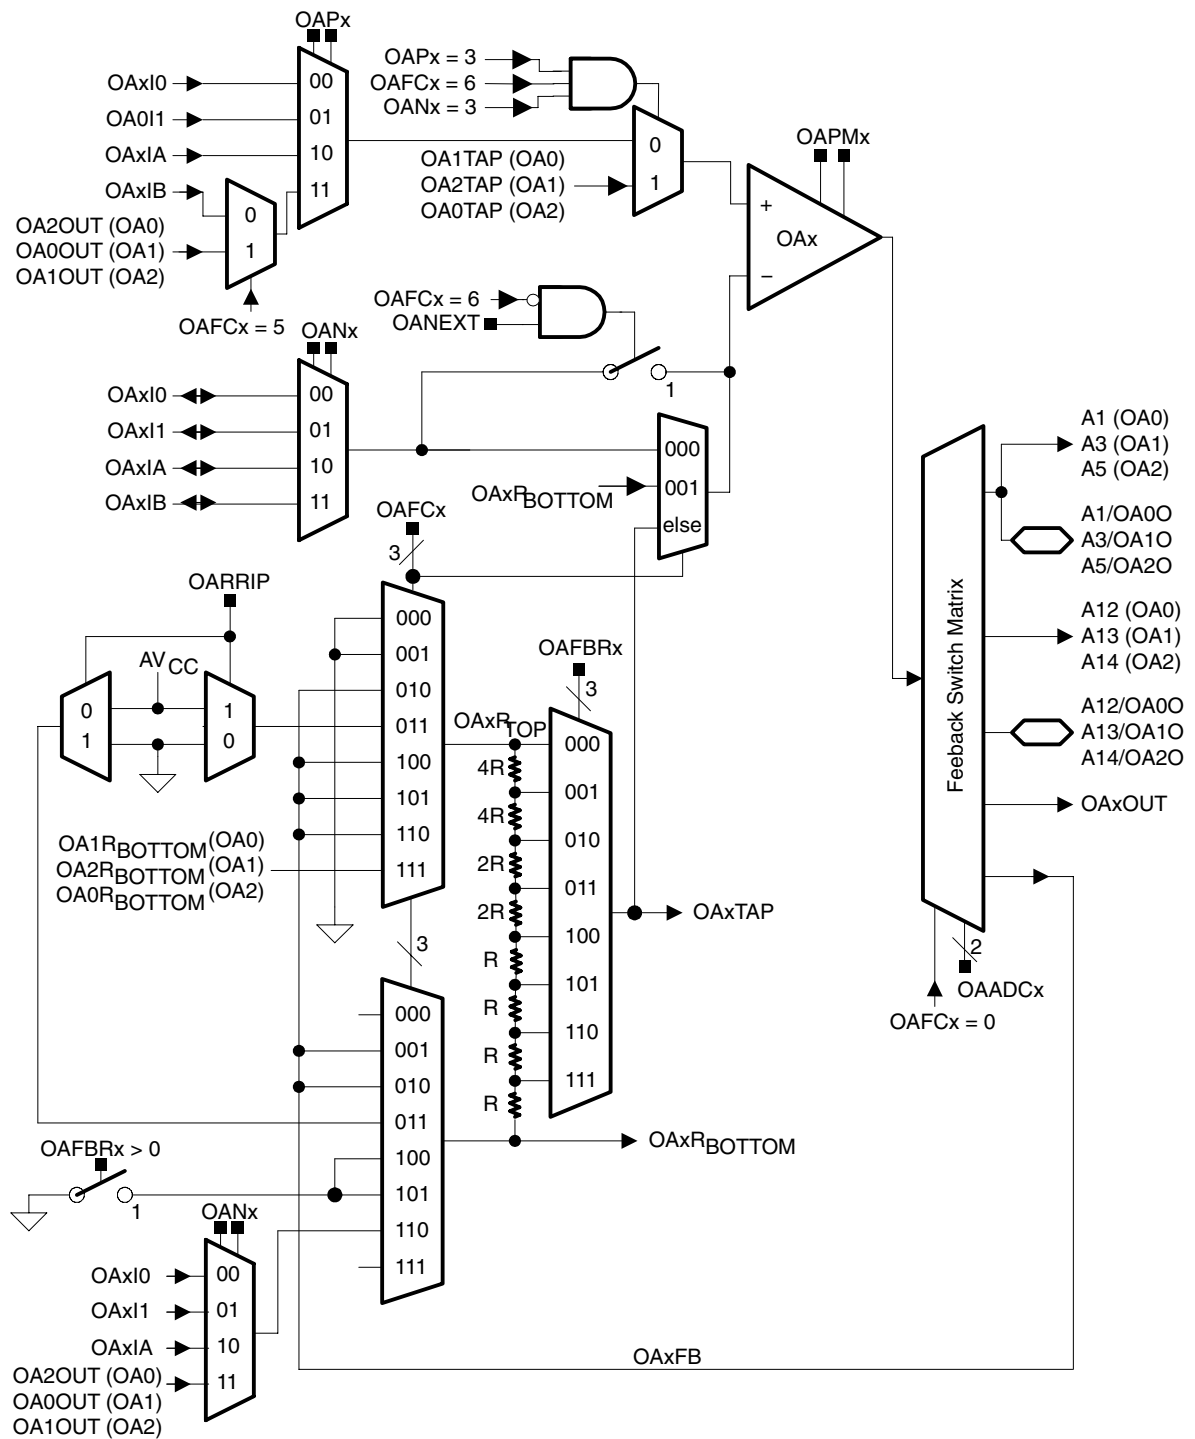 OAPx
OAxI0
00
OA0I1
01
OAxIA
10
OAxIB
11
0
OA2OUT (OA0)
OA0OUT (OA1)
1
OA1OUT (OA2)
OAFCx = 5
OAPx = 3
OAFCx = 6
OANx = 3
0
OA1TAP (OA0)
OA2TAP (OA1)
1
OA0TAP (OA2)
OAPMx
+
OAx
−
OAFCx = 6
OANEXT
1
OANx
OAxI0
00
OAxI1
01
OAxIA
10
OAxIB
11
000
OAxRBOTTOM
001
else
OAFCx
3
OARRIP
AVCC
0
1
1
0
000
001
010
011
100
101
110
111
OA1RBOTTOM (OA0)
OA2RBOTTOM (OA1)
OA0RBOTTOM (OA2)
3
OAFBRx
3
OAxRTOP
4R
4R
2R
2R
R
R
R
R
000
001
010
011
100
101
110
111
OAxTAP
OAxRBOTTOM
000
001
010
011
100
101
110
111
OAFBRx > 0
1
OANx
OAxI0
00
OAxI1
01
OAxIA
10
OA2OUT (OA0)
11
OA0OUT (OA1)
OA1OUT (OA2)
OAxFB
Feeback Switch Matrix
A1 (OA0)
A3 (OA1)
A5 (OA2)
A1/OA0O
A3/OA1O
A5/OA2O
A12 (OA0)
A13 (OA1)
A14 (OA2)
A12/OA0O
A13/OA1O
A14/OA2O
OAxOUT
2
OAADCx
OAFCx = 0